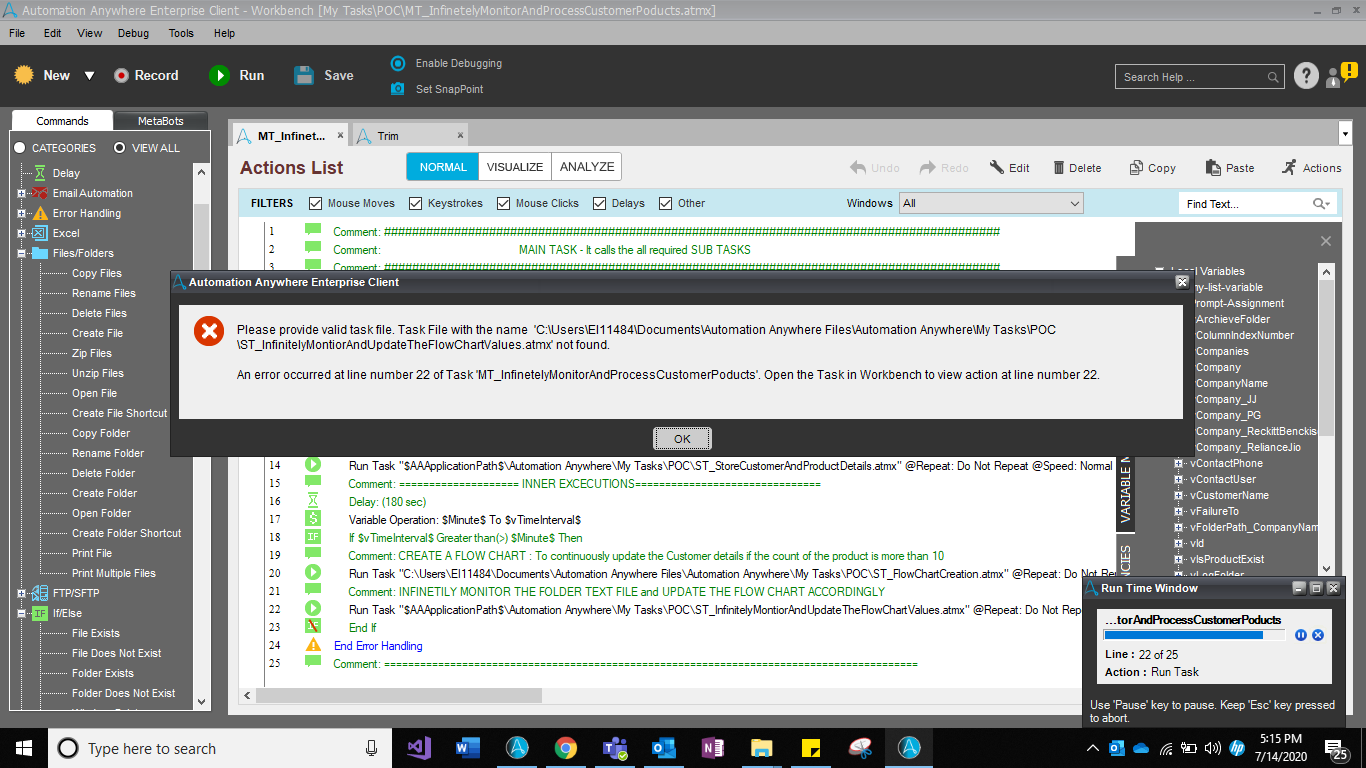 Automation Anywhere Enterprise Client - Workbench [My Tasks\POC\MT_InfinetelyMonitorAndProcessCustomerPoducts.atmx]
File Edit View Debug Tools Help
New Record Run Save
Enable Debugging
Set SnapPoint
Search Help ...
Commands MetaBots
CATEGORIES VIEW ALL
Delay
Email Automation
Error Handling
Excel
Files/Folders
Copy Files
Rename Files
Delete Files
Create File
Zip Files
Unzip Files
Open File
Create File Shortcut
Copy Folder
Rename Folder
Delete Folder
Create Folder
Open Folder
Create Folder Shortcut
Print File
Print Multiple Files
FTP/SFTP
If/Else
File Exists
File Does Not Exist
Folder Exists
Folder Does Not Exist
MT_Infinet... Trim
Actions List
NORMAL VISUALIZE ANALYZE
Undo Redo Edit Delete Copy Paste Actions
FILTERS Mouse Moves Keystrokes Mouse Clicks Delays Other Windows All Find Text...
1 Comment: ########################################################################################
2 Comment: MAIN TASK - It calls the all required SUB TASKS
3 Comment: ########################################################################################
Automation Anywhere Enterprise Client
Please provide valid task file. Task File with the name 'C:\Users\EI11484\Documents\Automation Anywhere Files\Automation Anywhere\My Tasks\POC
\ST_InfinitelyMontiorAndUpdateTheFlowChartValues.atmx' not found.
An error occurred at line number 22 of Task 'MT_InfinetelyMonitorAndProcessCustomerPoducts'. Open the Task in Workbench to view action at line number 22.
OK
14 Run Task "$AAApplicationPath$\Automation Anywhere\My Tasks\POC\ST_StoreCustomerAndProductDetails.atmx" @Repeat: Do Not Repeat @Speed: Normal
15 Comment: ==================== INNER EXCECUTIONS===============================
16 Delay: (180 sec)
17 Variable Operation: $Minute$ To $vTimeInterval$
18 If $vTimeInterval$ Greater than(>) $Minute$ Then
19 Comment: CREATE A FLOW CHART : To continuously update the Customer details if the count of the product is more than 10
20 Run Task "C:\Users\EI11484\Documents\Automation Anywhere Files\Automation Anywhere\My Tasks\POC\ST_FlowChartCreation.atmx" @Repeat: Do Not Re
21 Comment: INFINETILY MONITOR THE FOLDER TEXT FILE and UPDATE THE FLOW CHART ACCORDINGLY
22 Run Task "$AAApplicationPath$\Automation Anywhere\My Tasks\POC\ST_InfinitelyMontiorAndUpdateTheFlowChartValues.atmx" @Repeat: Do Not Rep
23 End If
24 End Error Handling
25 Comment: =========================================================================================
VARIABLE M
NCIES
Local Variables
my-list-variable
Prompt-Assignment
vArchieveFolder
vColumnIndexNumber
vCompanies
vCompany
vCompanyName
vCompany_JJ
vCompany_PG
vCompany_ReckittBenckis
vCompany_RelianceJio
vContactPhone
vContactUser
vCustomerName
vFailureTo
vFolderPath_CompanyNam
vId
vIsProductExist
vLogFolder
Run Time Window
...torAndProcessCustomerPoducts
Line : 22 of 25
Action : Run Task
Use 'Pause' key to pause. Keep 'Esc' key pressed
to abort.
Type here to search
5:15 PM
7/14/2020
25